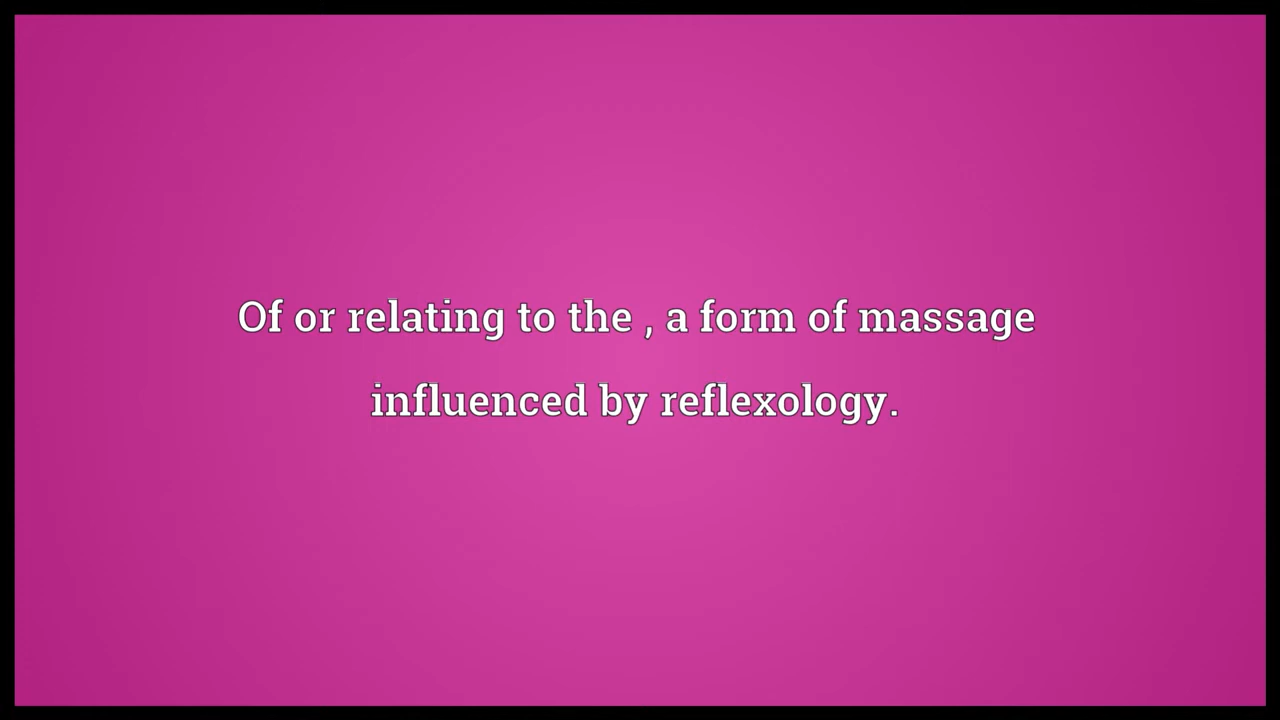 Of or relating to the , a form of massage
influenced by reflexology.